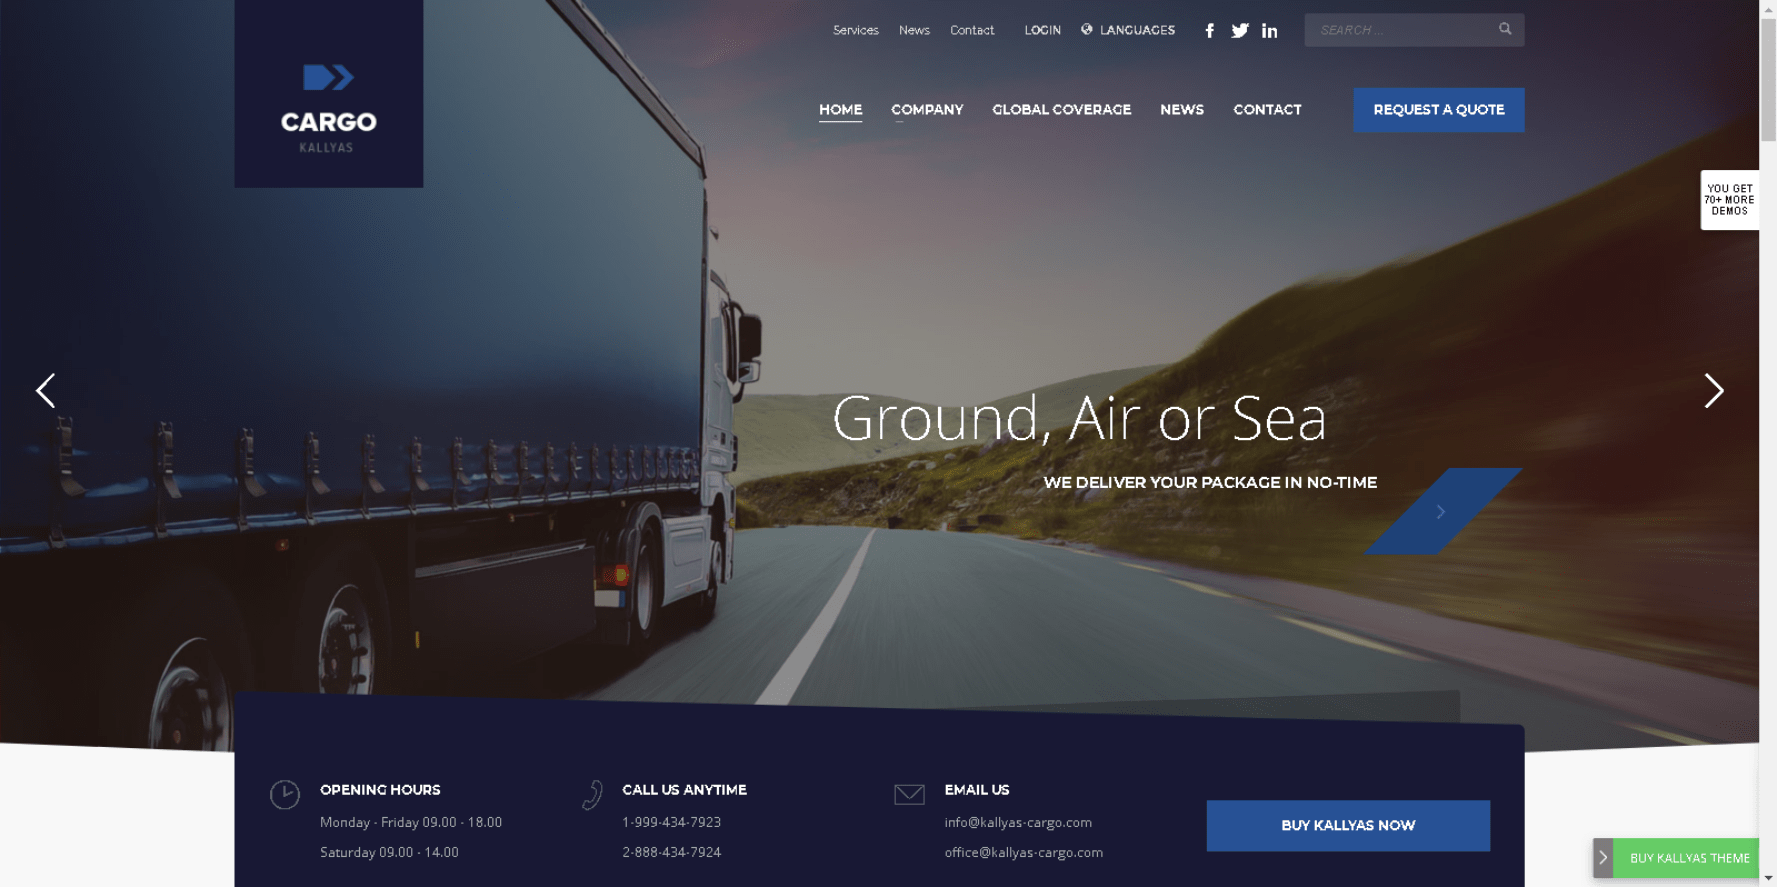 Services News Contact LOGIN LANGUAGES SEARCH ...
CARGO
KALLYAS
HOME COMPANY GLOBAL COVERAGE NEWS CONTACT REQUEST A QUOTE
YOU GET
70+ MORE
DEMOS
Ground, Air or Sea
WE DELIVER YOUR PACKAGE IN NO-TIME
OPENING HOURS
Monday - Friday 09.00 - 18.00
Saturday 09.00 - 14.00
CALL US ANYTIME
1-999-434-7923
2-888-434-7924
EMAIL US
info@kallyas-cargo.com
office@kallyas-cargo.com
BUY KALLYAS NOW
BUY KALLYAS THEME